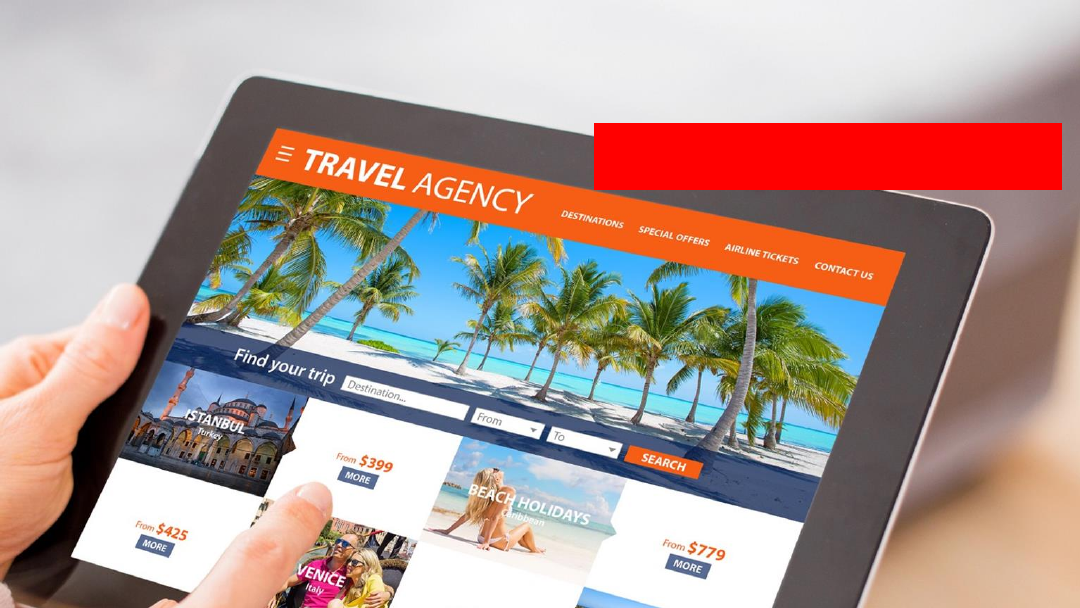 TRAVEL AGENCY
DESTINATIONS SPECIAL OFFERS AIRLINE TICKETS CONTACT US
Find your trip
Destination...
From
To
SEARCH
ISTANBUL
Turkey
From $399
MORE
BEACH HOLIDAYS
Caribbean
From $779
MORE
From $425
MORE
VENICE
Italy